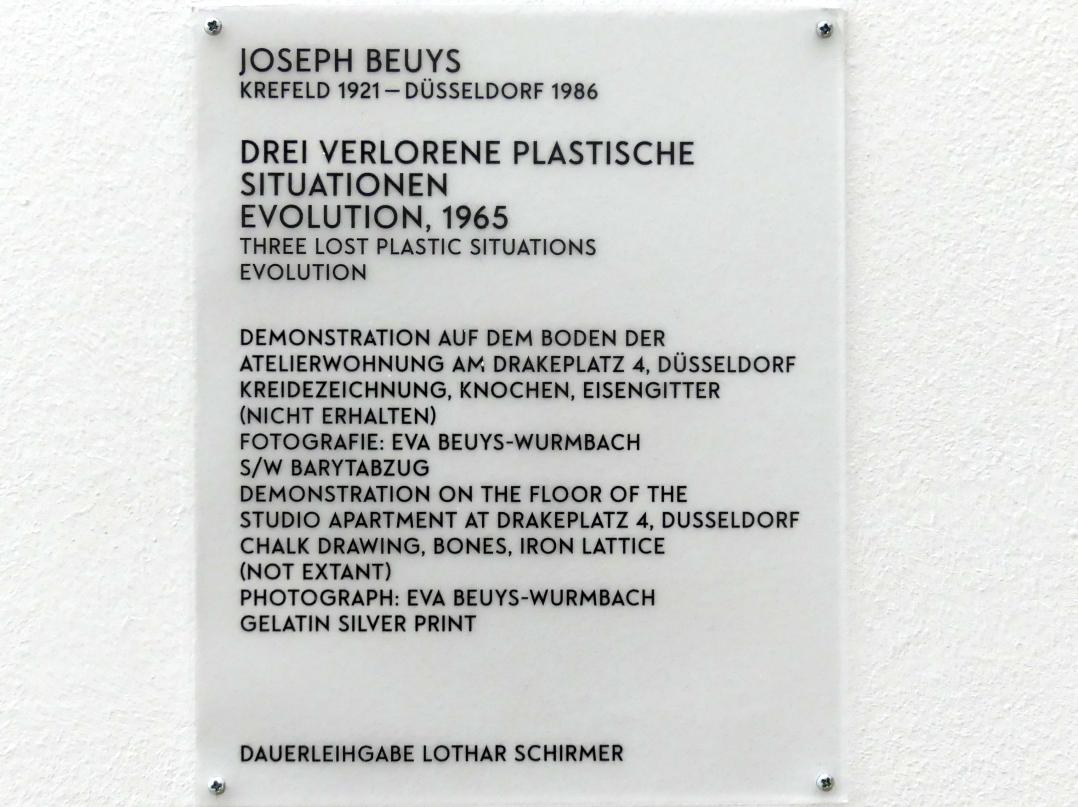 JOSEPH BEUYS
KREFELD 1921 – DÜSSELDORF 1986
DREI VERLORENE PLASTISCHE
SITUATIONEN
EVOLUTION, 1965
THREE LOST PLASTIC SITUATIONS
EVOLUTION
DEMONSTRATION AUF DEM BODEN DER
ATELIERWOHNUNG AM DRAKEPLATZ 4, DÜSSELDORF
KREIDEZEICHNUNG, KNOCHEN, EISENGITTER
(NICHT ERHALTEN)
FOTOGRAFIE: EVA BEUYS-WURMBACH
S/W BARYTABZUG
DEMONSTRATION ON THE FLOOR OF THE
STUDIO APARTMENT AT DRAKEPLATZ 4, DUSSELDORF
CHALK DRAWING, BONES, IRON LATTICE
(NOT EXTANT)
PHOTOGRAPH: EVA BEUYS-WURMBACH
GELATIN SILVER PRINT
DAUERLEIHGABE LOTHAR SCHIRMER